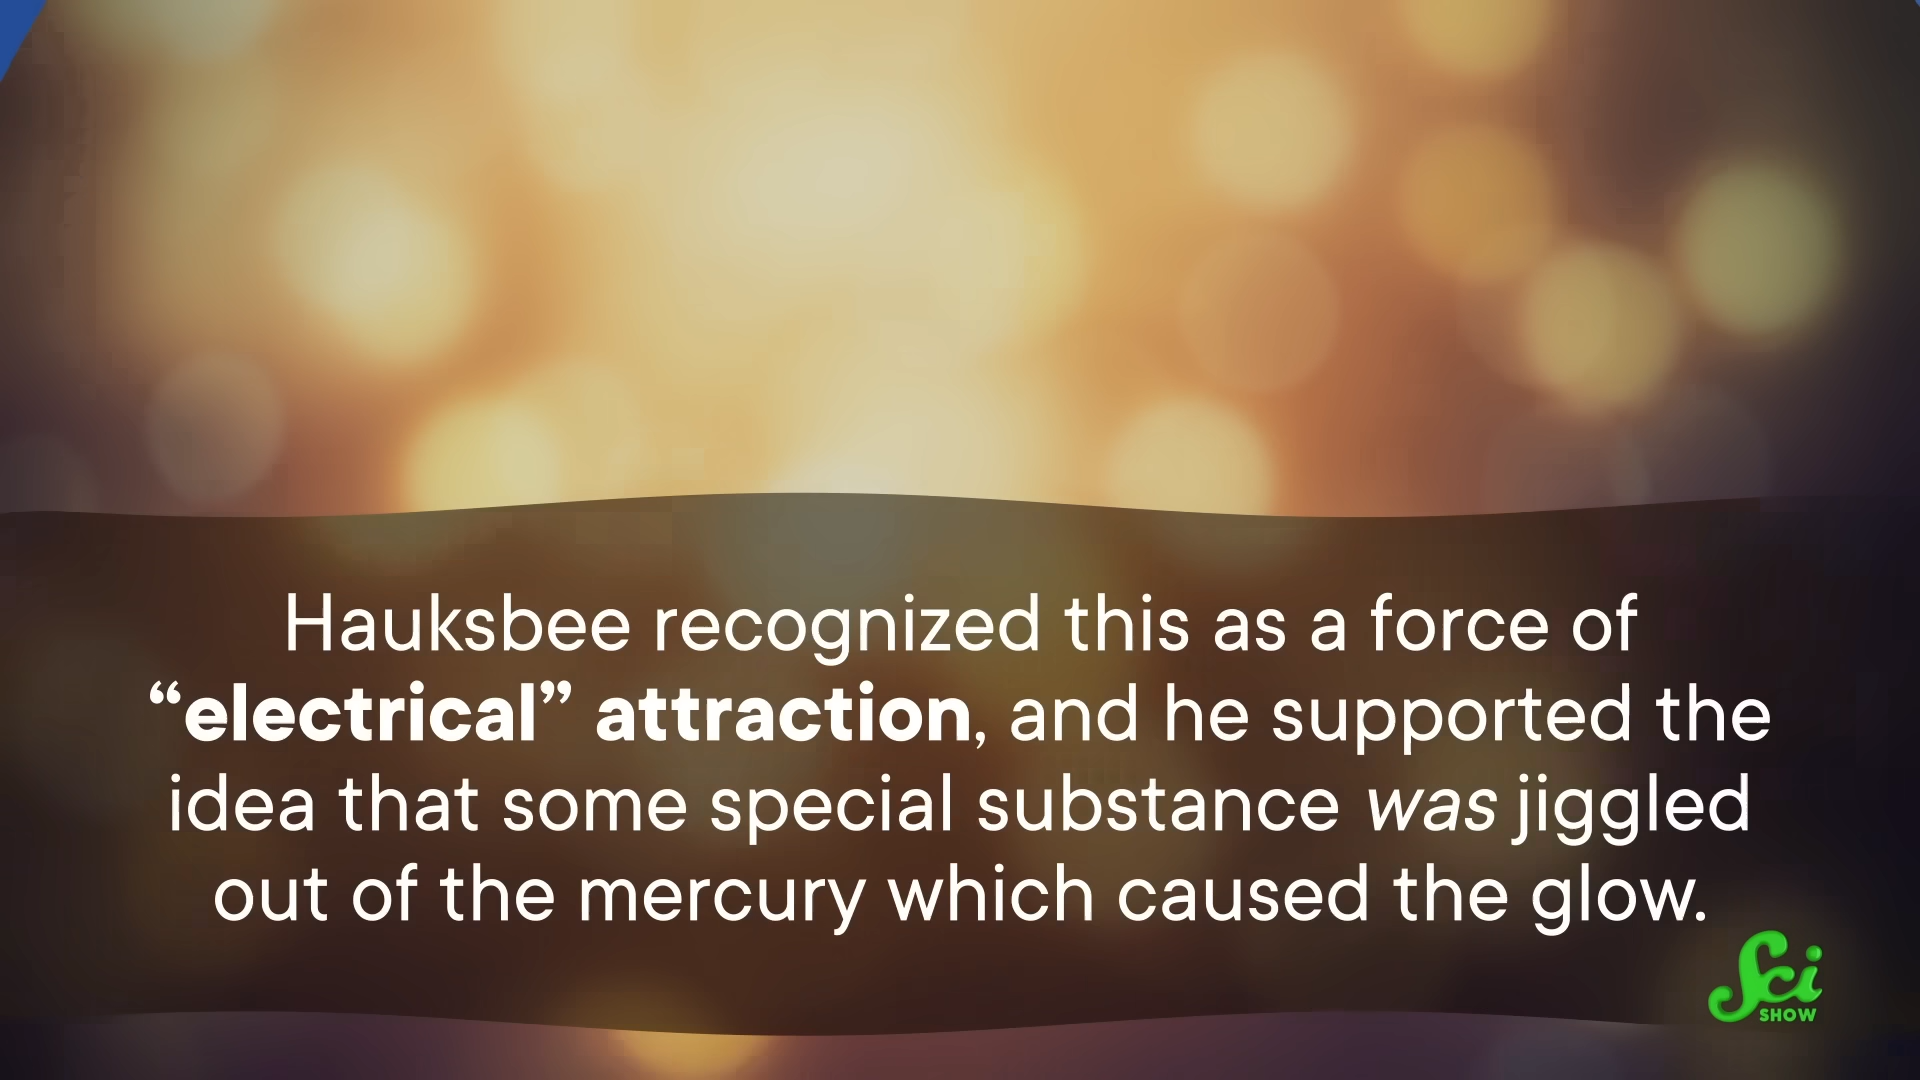 Hauksbee recognized this as a force of
“electrical” attraction, and he supported the
idea that some special substance was jiggled
out of the mercury which caused the glow.
Sci
SHOW